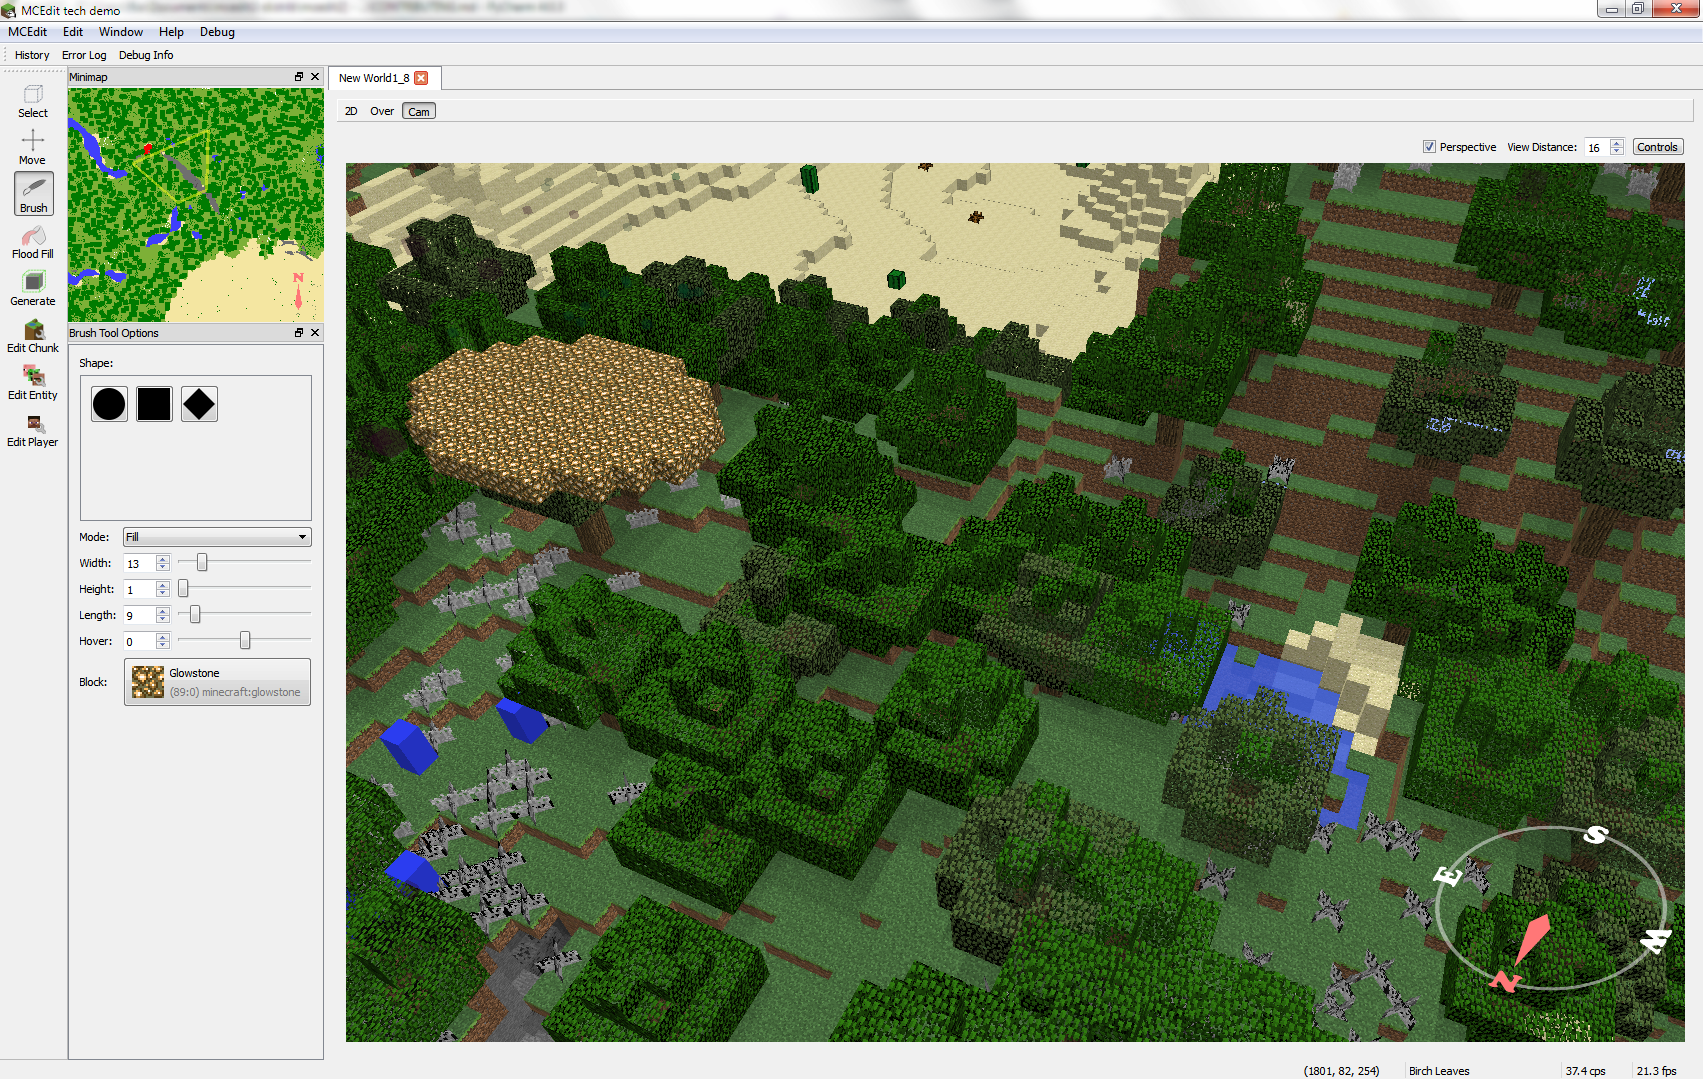 MCEdit tech demo
MCEdit Edit Window Help Debug
History Error Log Debug Info
Minimap
New World1_8
Select
Move
Brush
Flood Fill
Generate
Edit Chunk
Edit Entity
Edit Player
N
Brush Tool Options
Shape:
Mode: Fill
Width: 13
Height: 1
Length: 9
Hover: 0
Block: Glowstone
(89:0) minecraft:glowstone
2D Over Cam
Perspective View Distance: 16 Controls
S
E
W
N
(1801, 82, 254) Birch Leaves 37.4 cps 21.3 fps